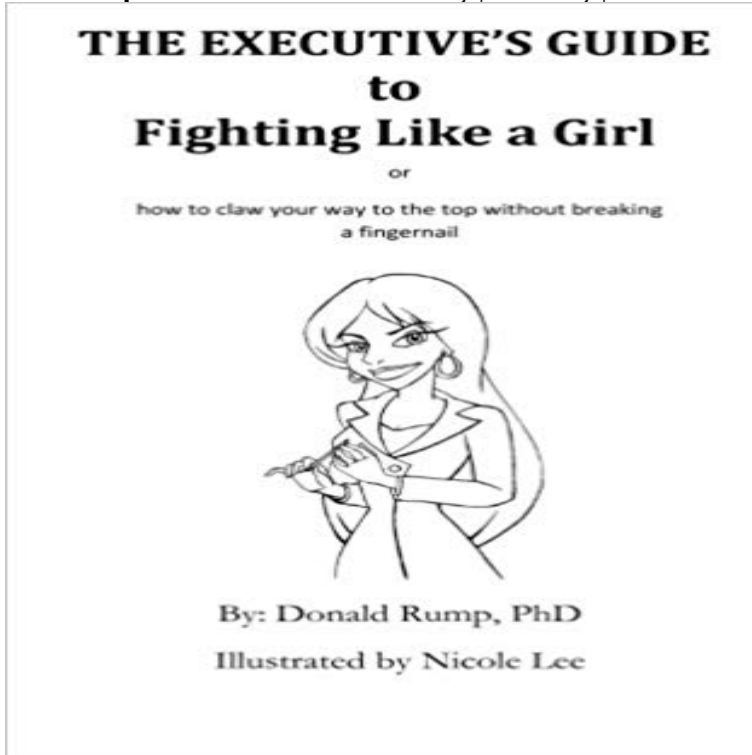 THE EXECUTIVE'S GUIDE
to
Fighting Like a Girl
or
how to claw your way to the top without breaking
a fingernail
By: Donald Rump, PhD
Illustrated by Nicole Lee